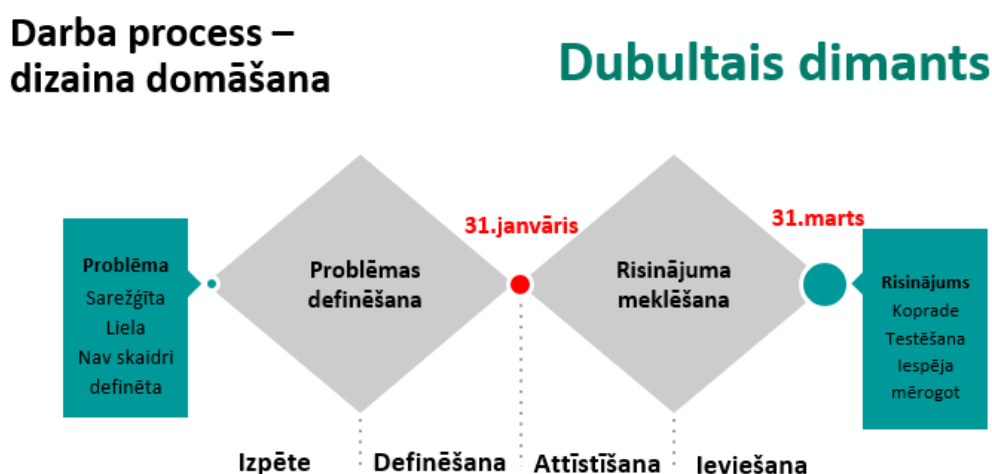 Darba process –
dizaina domāšana
Dubultais dimants
31.janvāris
31.marts
Problēma
Sarežģīta
Liela
Nav skaidri
definēta
Problēmas
definēšana
Risinājuma
meklēšana
Risinājums
Koprade
Testēšana
Iespēja
mērogot
Izpēte
Definēšana
Attīstīšana
Ieviešana